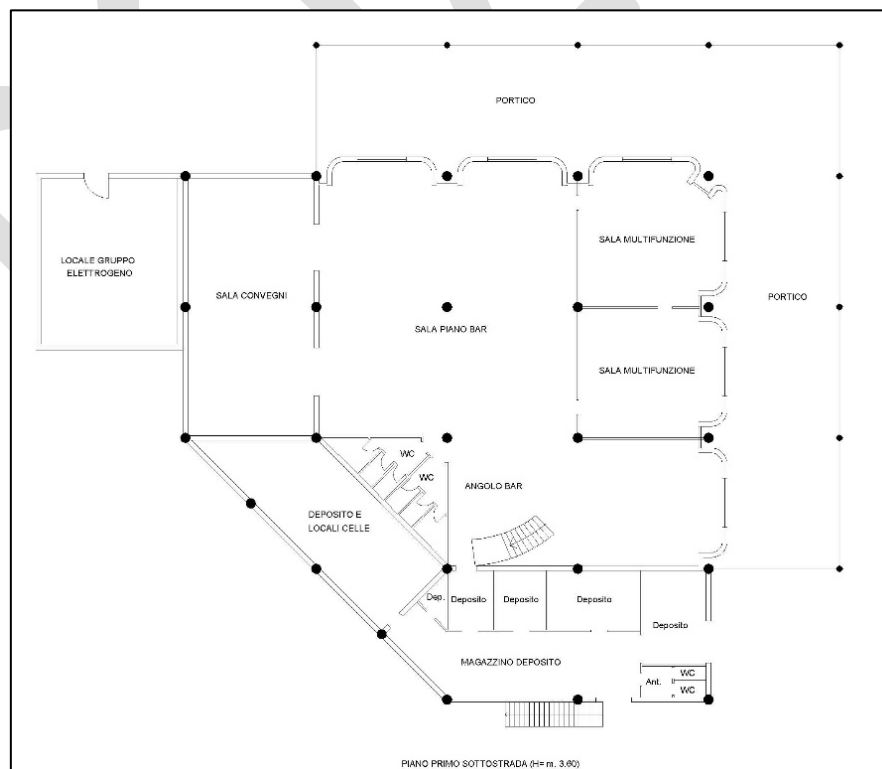 PORTICO
SALA MULTIFUNZIONE
LOCALE GRUPPO
ELETTROGENO
SALA CONVEGNI
PORTICO
SALA PIANO BAR
SALA MULTIFUNZIONE
WC
WC
ANGOLO BAR
DEPOSITO E
LOCALI CELLE
Dep.
Deposito
Deposito
Deposito
Deposito
MAGAZZINO DEPOSITO
Ant.
WC
WC
PIANO PRIMO SOTTOSTRADA (H= m. 3.60)